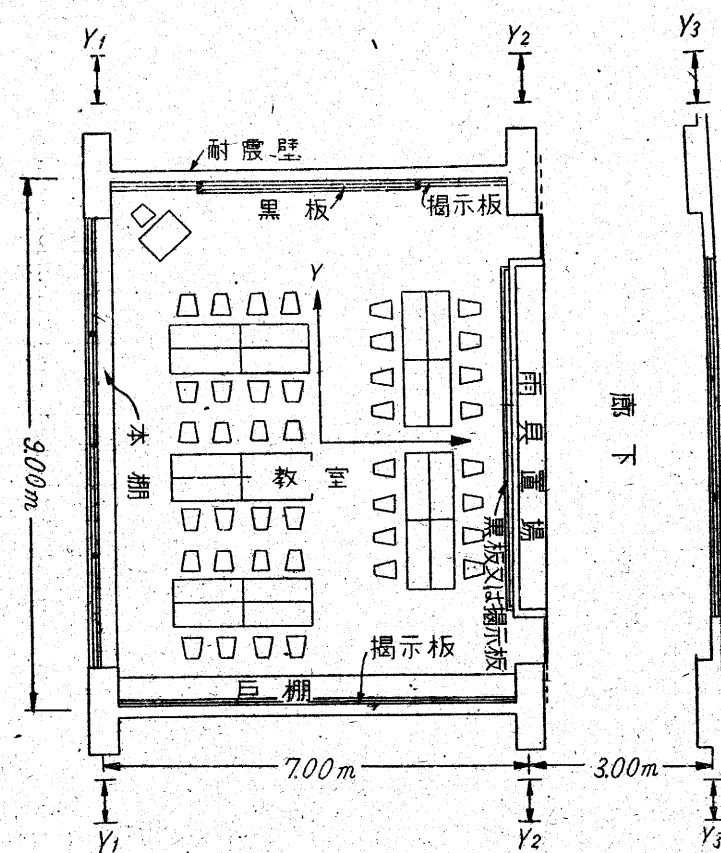 Y1
Y2
Y3
耐震壁
黒板
掲示板
Y
雨具置場
廊下
本棚
教室
9.00m
黒板又は掲示板
掲示板
戸棚
7.00m
3.00m
Y1
Y2
Y3